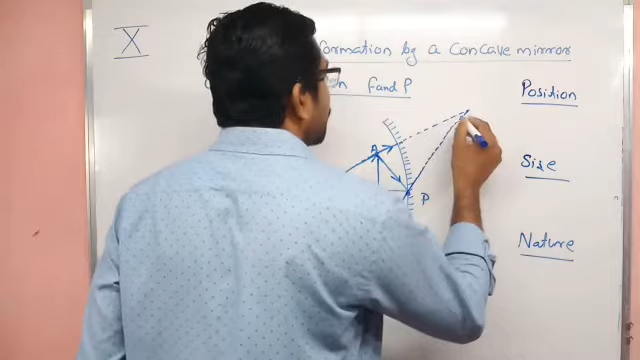 X
formation by a Concave mirror
F and P
Position
A
Size
P
Nature